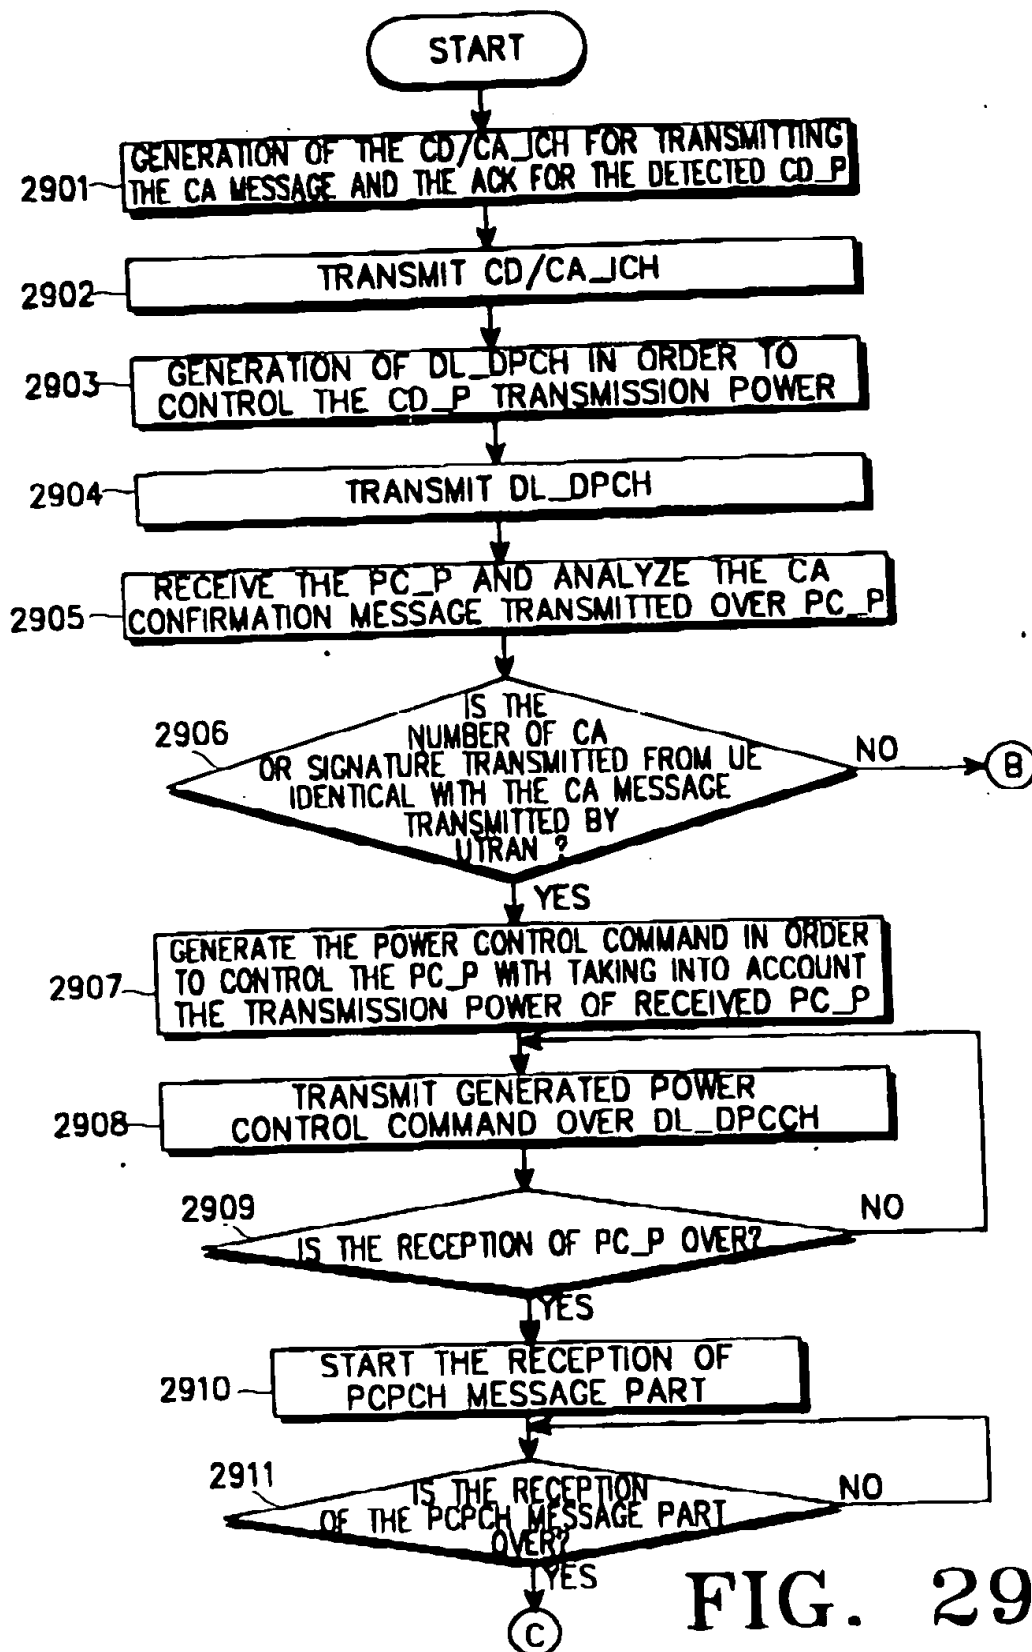 START
GENERATION OF THE CD/CA_ICH FOR TRANSMITTING
THE CA MESSAGE AND THE ACK FOR THE DETECTED CD_P
2901
TRANSMIT CD/CA_ICH
2902
GENERATION OF DL_DPCH IN ORDER TO
CONTROL THE CD_P TRANSMISSION POWER
2903
TRANSMIT DL_DPCH
2904
RECEIVE THE PC_P AND ANALYZE THE CA
CONFIRMATION MESSAGE TRANSMITTED OVER PC_P
2905
2906
IS THE
NUMBER OF CA
OR SIGNATURE TRANSMITTED FROM UE
IDENTICAL WITH THE CA MESSAGE
TRANSMITTED BY
UTRAN ?
NO
B
YES
GENERATE THE POWER CONTROL COMMAND IN ORDER
TO CONTROL THE PC_P WITH TAKING INTO ACCOUNT
THE TRANSMISSION POWER OF RECEIVED PC_P
2907
TRANSMIT GENERATED POWER
CONTROL COMMAND OVER DL_DPCCH
2908
2909
IS THE RECEPTION OF PC_P OVER?
NO
YES
START THE RECEPTION OF
PCPCH MESSAGE PART
2910
2911
IS THE RECEPTION
OF THE PCPCH MESSAGE PART
OVER?
NO
YES
C
FIG. 29